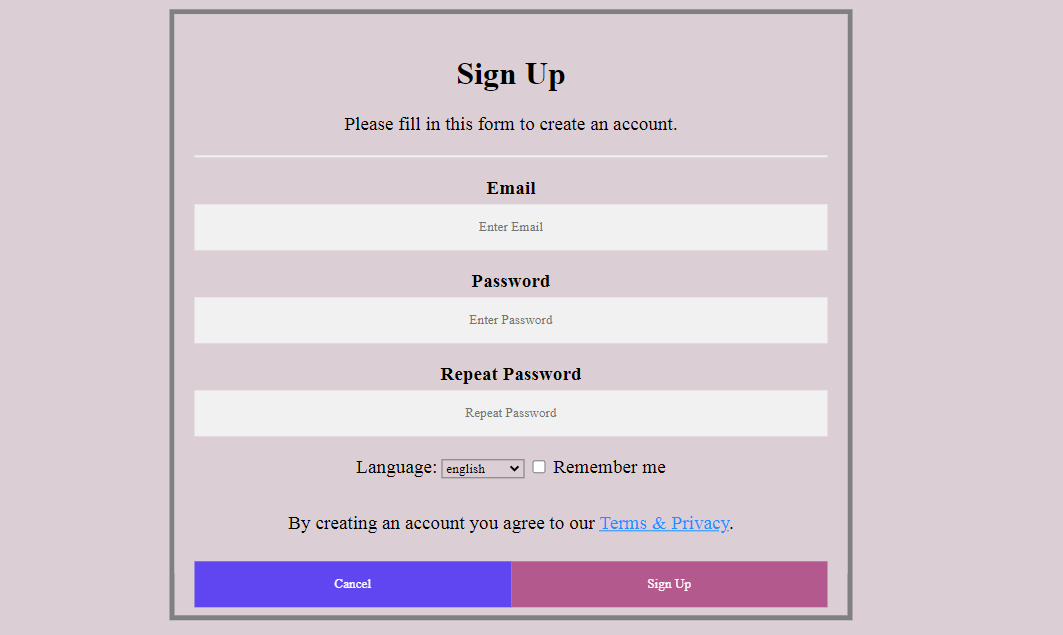 Sign Up
Please fill in this form to create an account.
Email
Enter Email
Password
Enter Password
Repeat Password
Repeat Password
Language: english Remember me
By creating an account you agree to our Terms & Privacy.
Cancel Sign Up